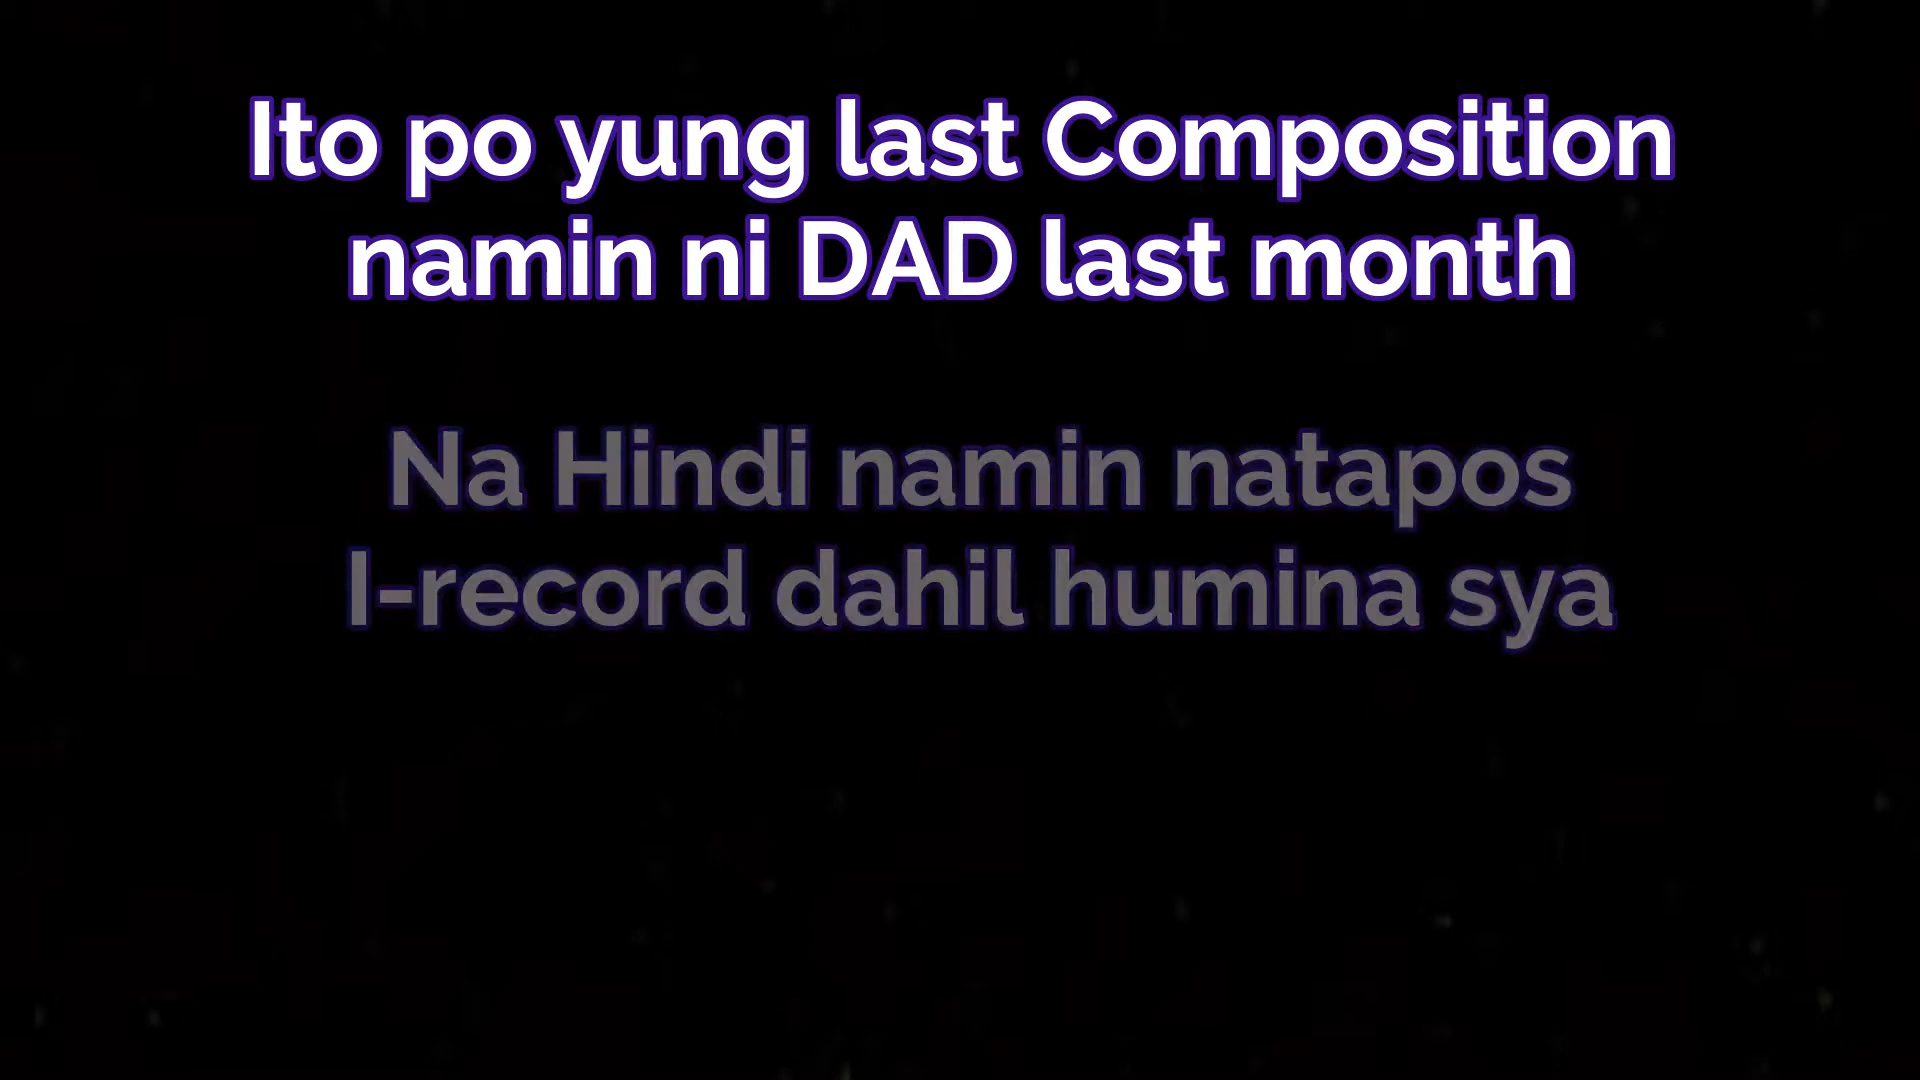 Ito po yung last Composition
namin ni DAD last month
Na Hindi namin natapos
I-record dahil humina sya